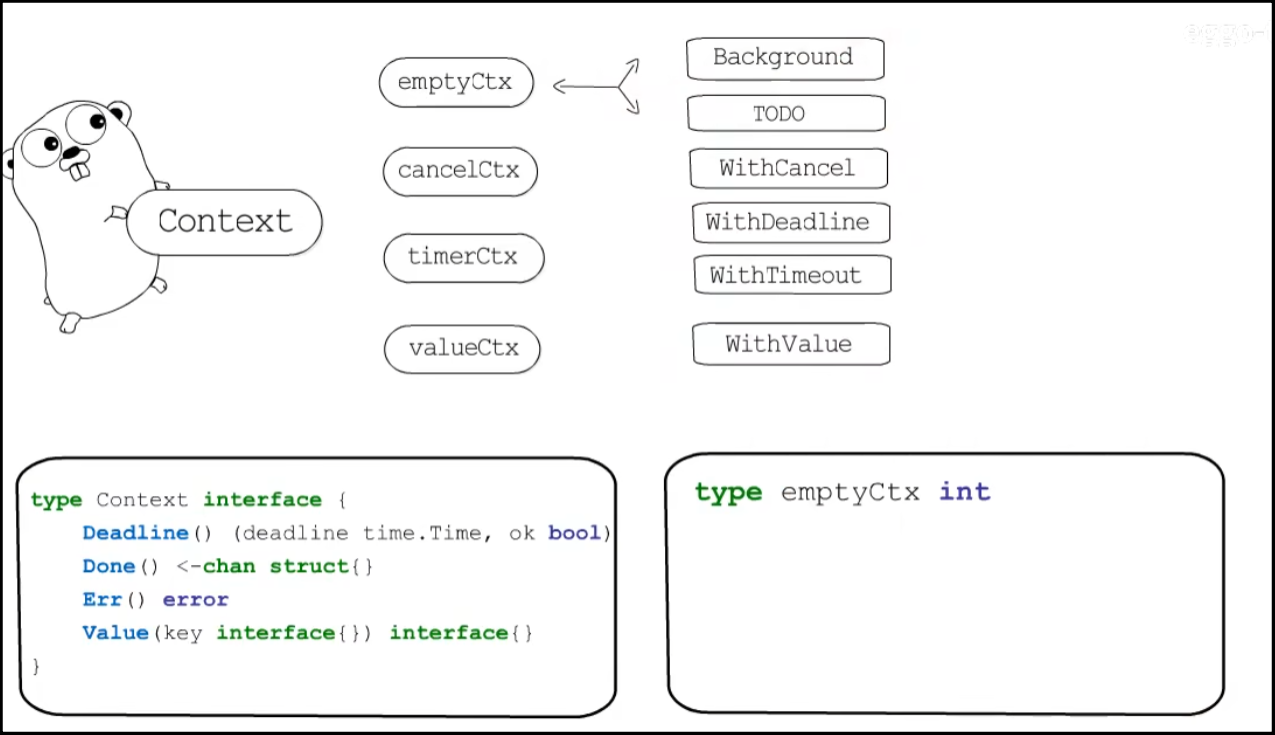 emptyCtx
Background
TODO
cancelCtx
WithCancel
Context
WithDeadline
timerCtx
WithTimeout
valueCtx
WithValue
type Context interface {
    Deadline() (deadline time.Time, ok bool)
    Done() <-chan struct{}
    Err() error
    Value(key interface{}) interface{}
}
type emptyCtx int